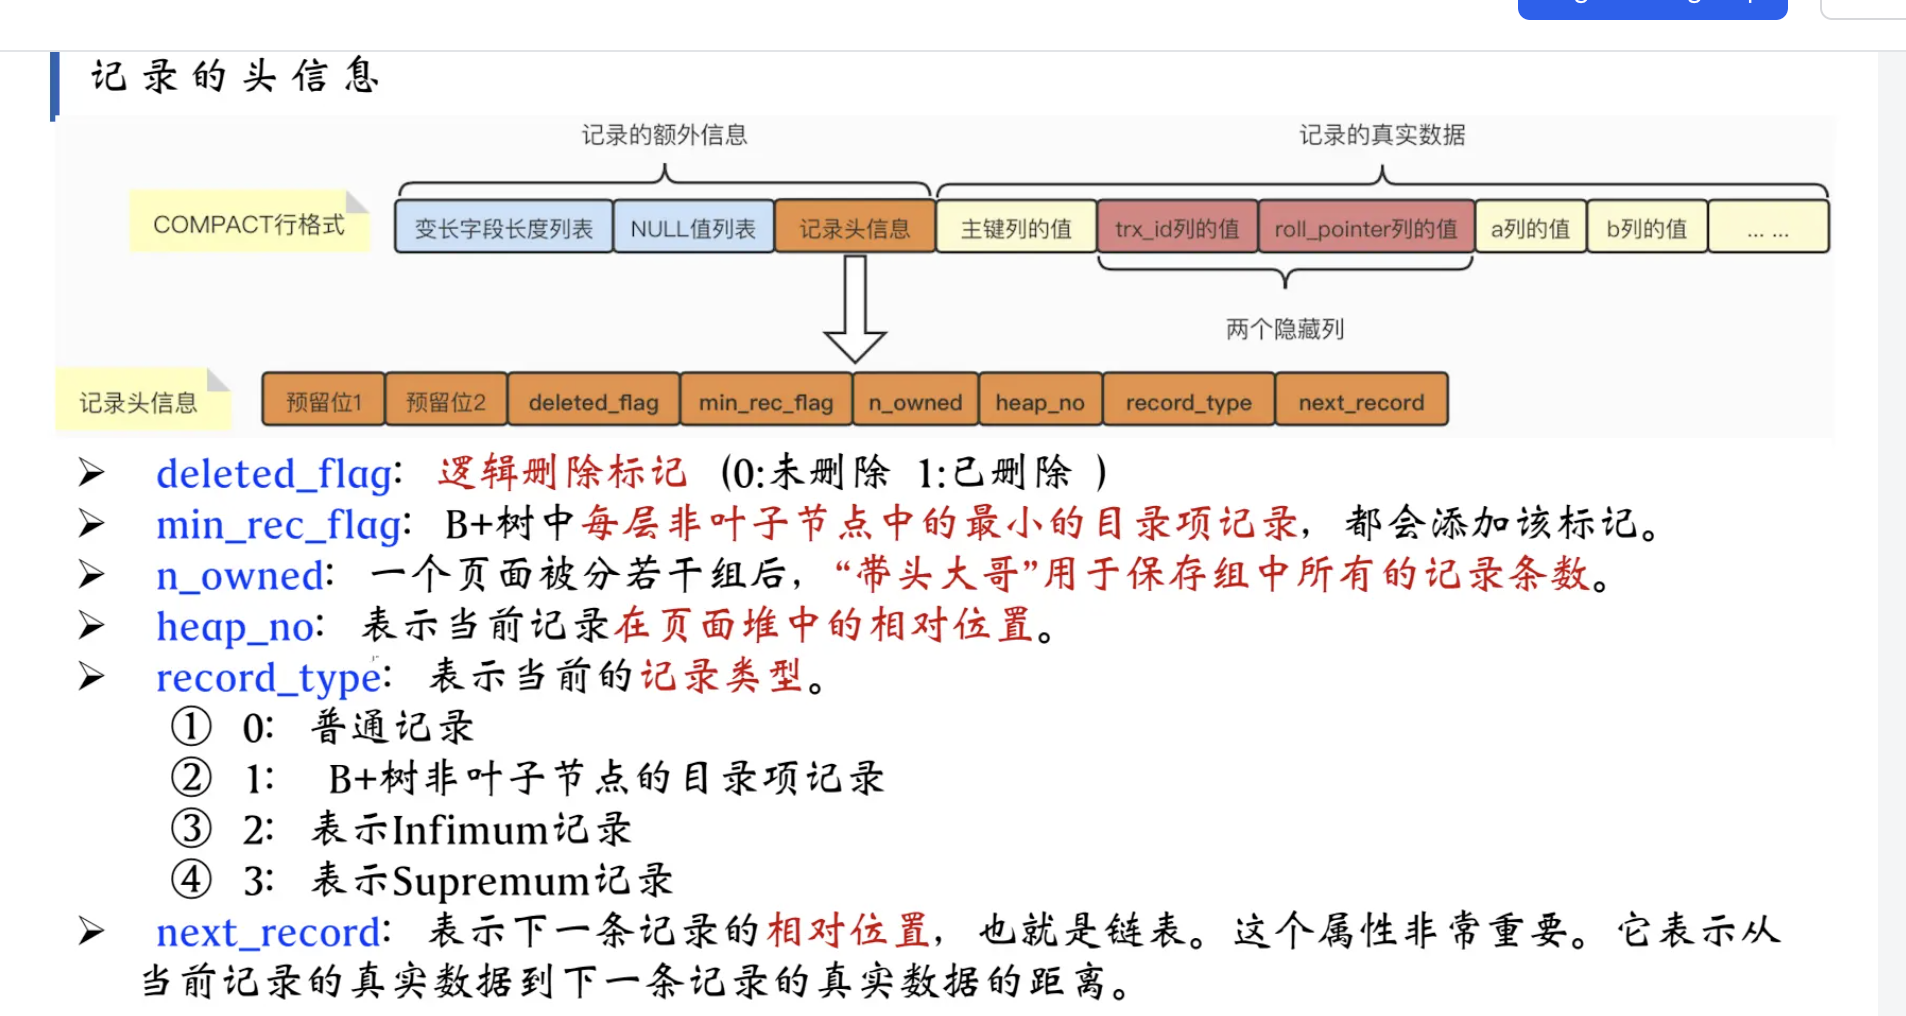 记录的头信息
记录的额外信息
记录的真实数据
COMPACT行格式
变长字段长度列表
NULL值列表
记录头信息
主键列的值
trx_id列的值
roll_pointer列的值
a列的值
b列的值
... ...
两个隐藏列
记录头信息
预留位1
预留位2
deleted_flag
min_rec_flag
n_owned
heap_no
record_type
next_record
➢ deleted_flag: 逻辑删除标记 (0:未删除 1:已删除 )
➢ min_rec_flag: B+树中每层非叶子节点中的最小的目录项记录，都会添加该标记。
➢ n_owned: 一个页面被分若干组后，“带头大哥”用于保存组中所有的记录条数。
➢ heap_no: 表示当前记录在页面堆中的相对位置。
➢ record_type: 表示当前的记录类型。
① 0: 普通记录
② 1: B+树非叶子节点的目录项记录
③ 2: 表示Infimum记录
④ 3: 表示Supremum记录
➢ next_record: 表示下一条记录的相对位置，也就是链表。这个属性非常重要。它表示从
当前记录的真实数据到下一条记录的真实数据的距离。